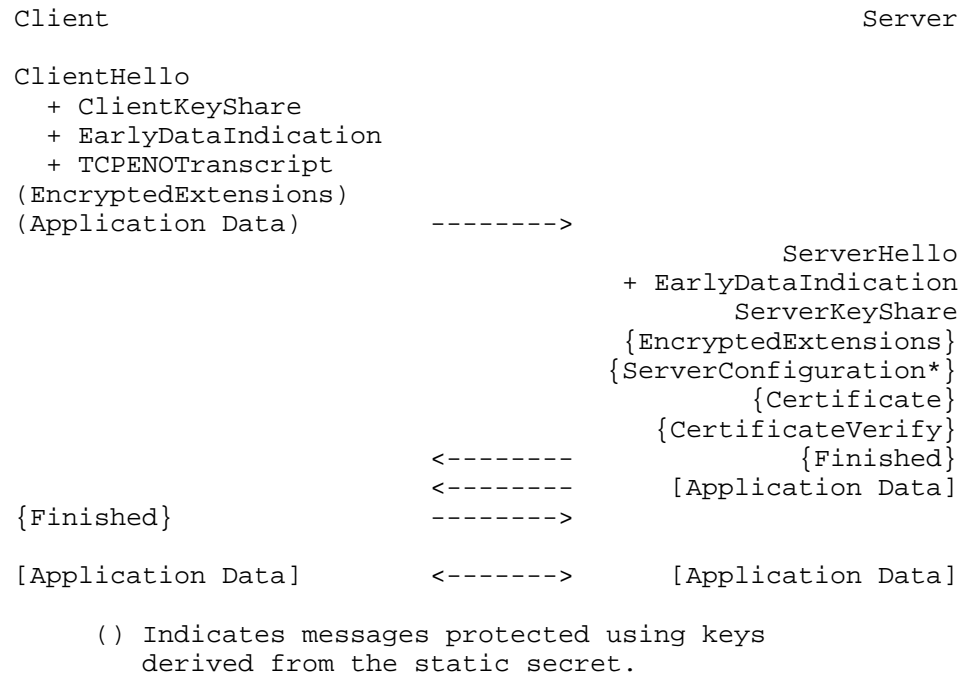 Client                                                        Server

ClientHello
  + ClientKeyShare
  + EarlyDataIndication
  + TCPENOTranscript
(EncryptedExtensions)
(Application Data)        -------->
                                                         ServerHello
                                               + EarlyDataIndication
                                                      ServerKeyShare
                                               {EncryptedExtensions}
                                              {ServerConfiguration*}
                                                       {Certificate}
                                                 {CertificateVerify}
                          <--------                       {Finished}
                          <--------               [Application Data]
{Finished}                -------->

[Application Data]        <------->               [Application Data]

      () Indicates messages protected using keys
         derived from the static secret.